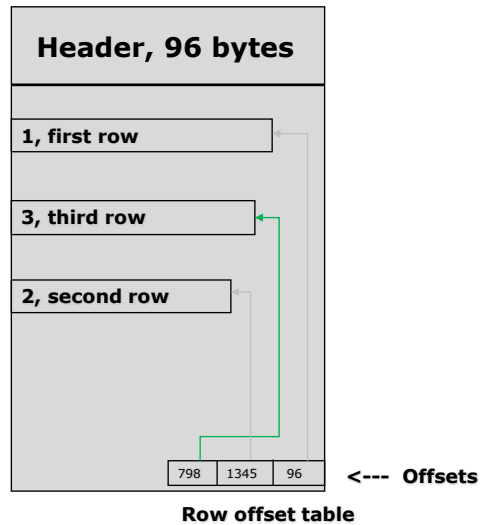 Header, 96 bytes
1, first row
3, third row
2, second row
798 1345 96 <--- Offsets
Row offset table